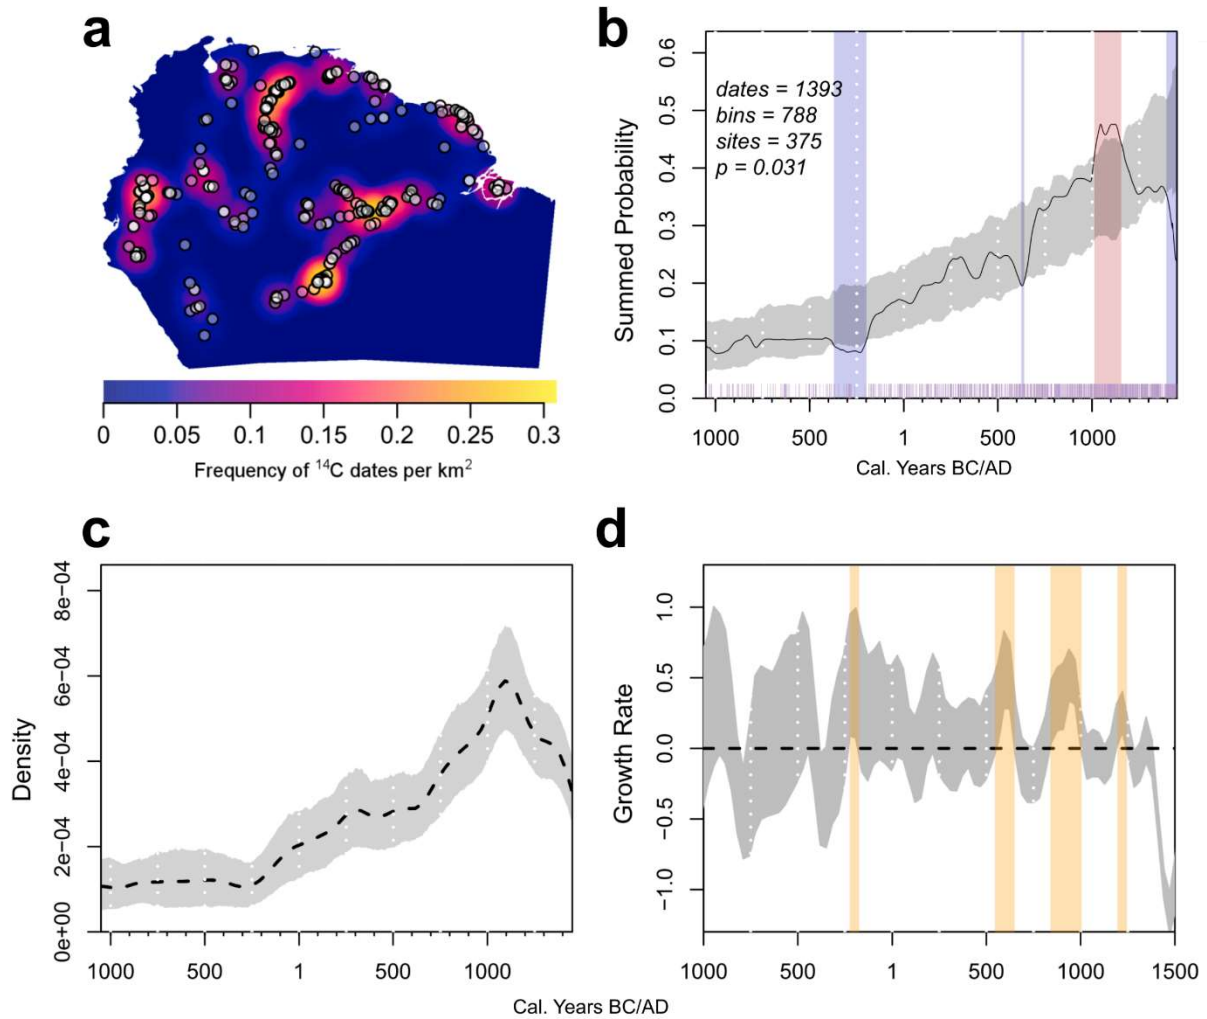 a
0 0.05 0.1 0.15 0.2 0.25 0.3
Frequency of ¹⁴C dates per km²
b
Summed Probability
0.0 0.1 0.2 0.3 0.4 0.5 0.6
dates = 1393
bins = 788
sites = 375
p = 0.031
1000 500 1 500 1000
Cal. Years BC/AD
c
Density
0e+00 2e−04 4e−04 6e−04 8e−04
1000 500 1 500 1000
d
Growth Rate
−1.0 −0.5 0.0 0.5 1.0
1000 500 1 500 1000 1500
Cal. Years BC/AD